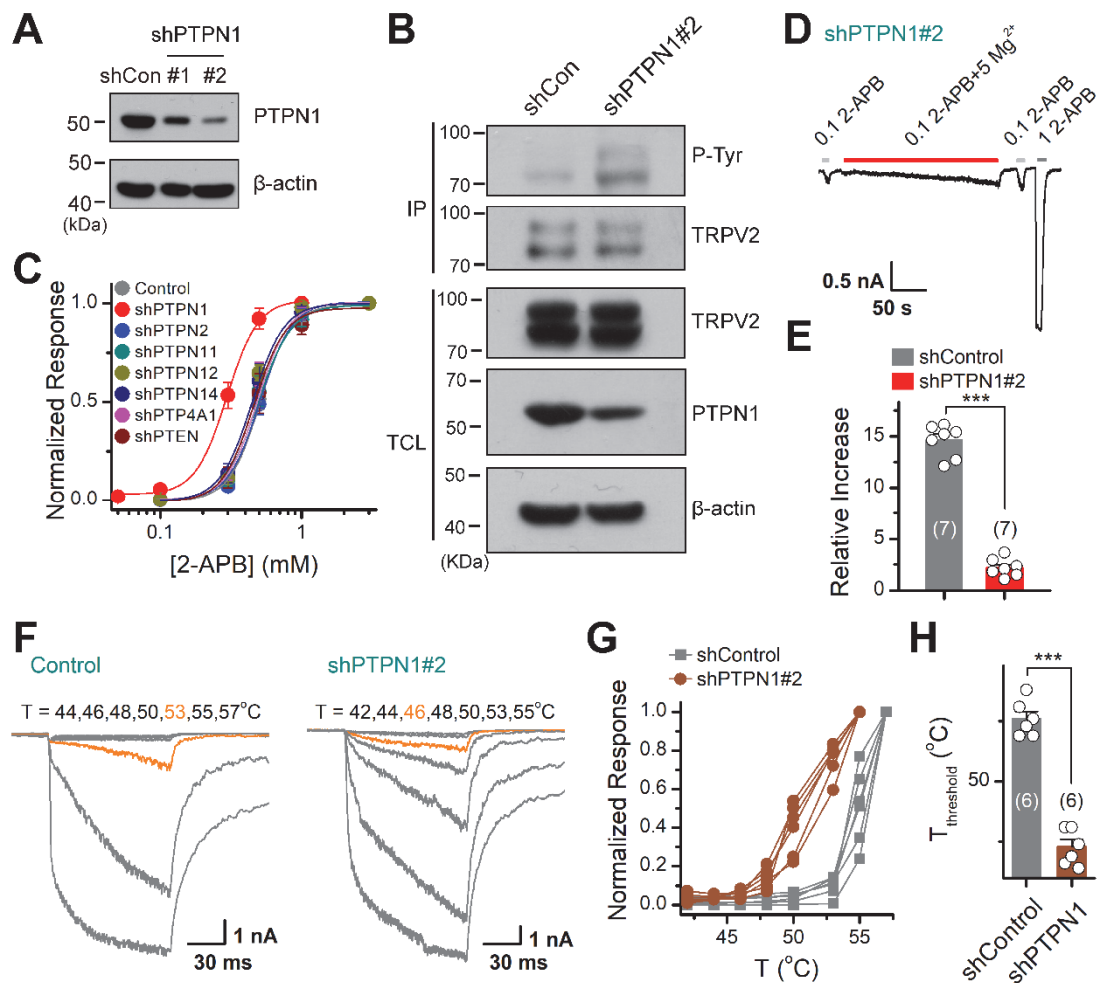 A
shPTPN1
shCon #1 #2
50
PTPN1
50
40
β-actin
(kDa)
B
shCon
shPTPN1#2
IP
100
70
P-Tyr
100
70
TRPV2
TCL
100
70
TRPV2
70
50
PTPN1
50
40
β-actin
(KDa)
C
Control
shPTPN1
shPTPN2
shPTPN11
shPTPN12
shPTPN14
shPTP4A1
shPTEN
Normalized Response
1.0
0.5
0.0
0.1
1
[2-APB] (mM)
D
shPTPN1#2
0.1 2-APB
0.1 2-APB+5 Mg²⁺
0.1 2-APB
1 2-APB
0.5 nA
50 s
E
shControl
shPTPN1#2
***
Relative Increase
15
10
5
0
(7)
(7)
F
Control
T = 44,46,48,50,53,55,57°C
1 nA
30 ms
shPTPN1#2
T = 42,44,46,48,50,53,55°C
1 nA
30 ms
G
shControl
shPTPN1#2
Normalized Response
1.0
0.8
0.6
0.4
0.2
0.0
45
50
55
T (°C)
H
***
Tthreshold (°C)
50
(6)
(6)
shControl
shPTPN1